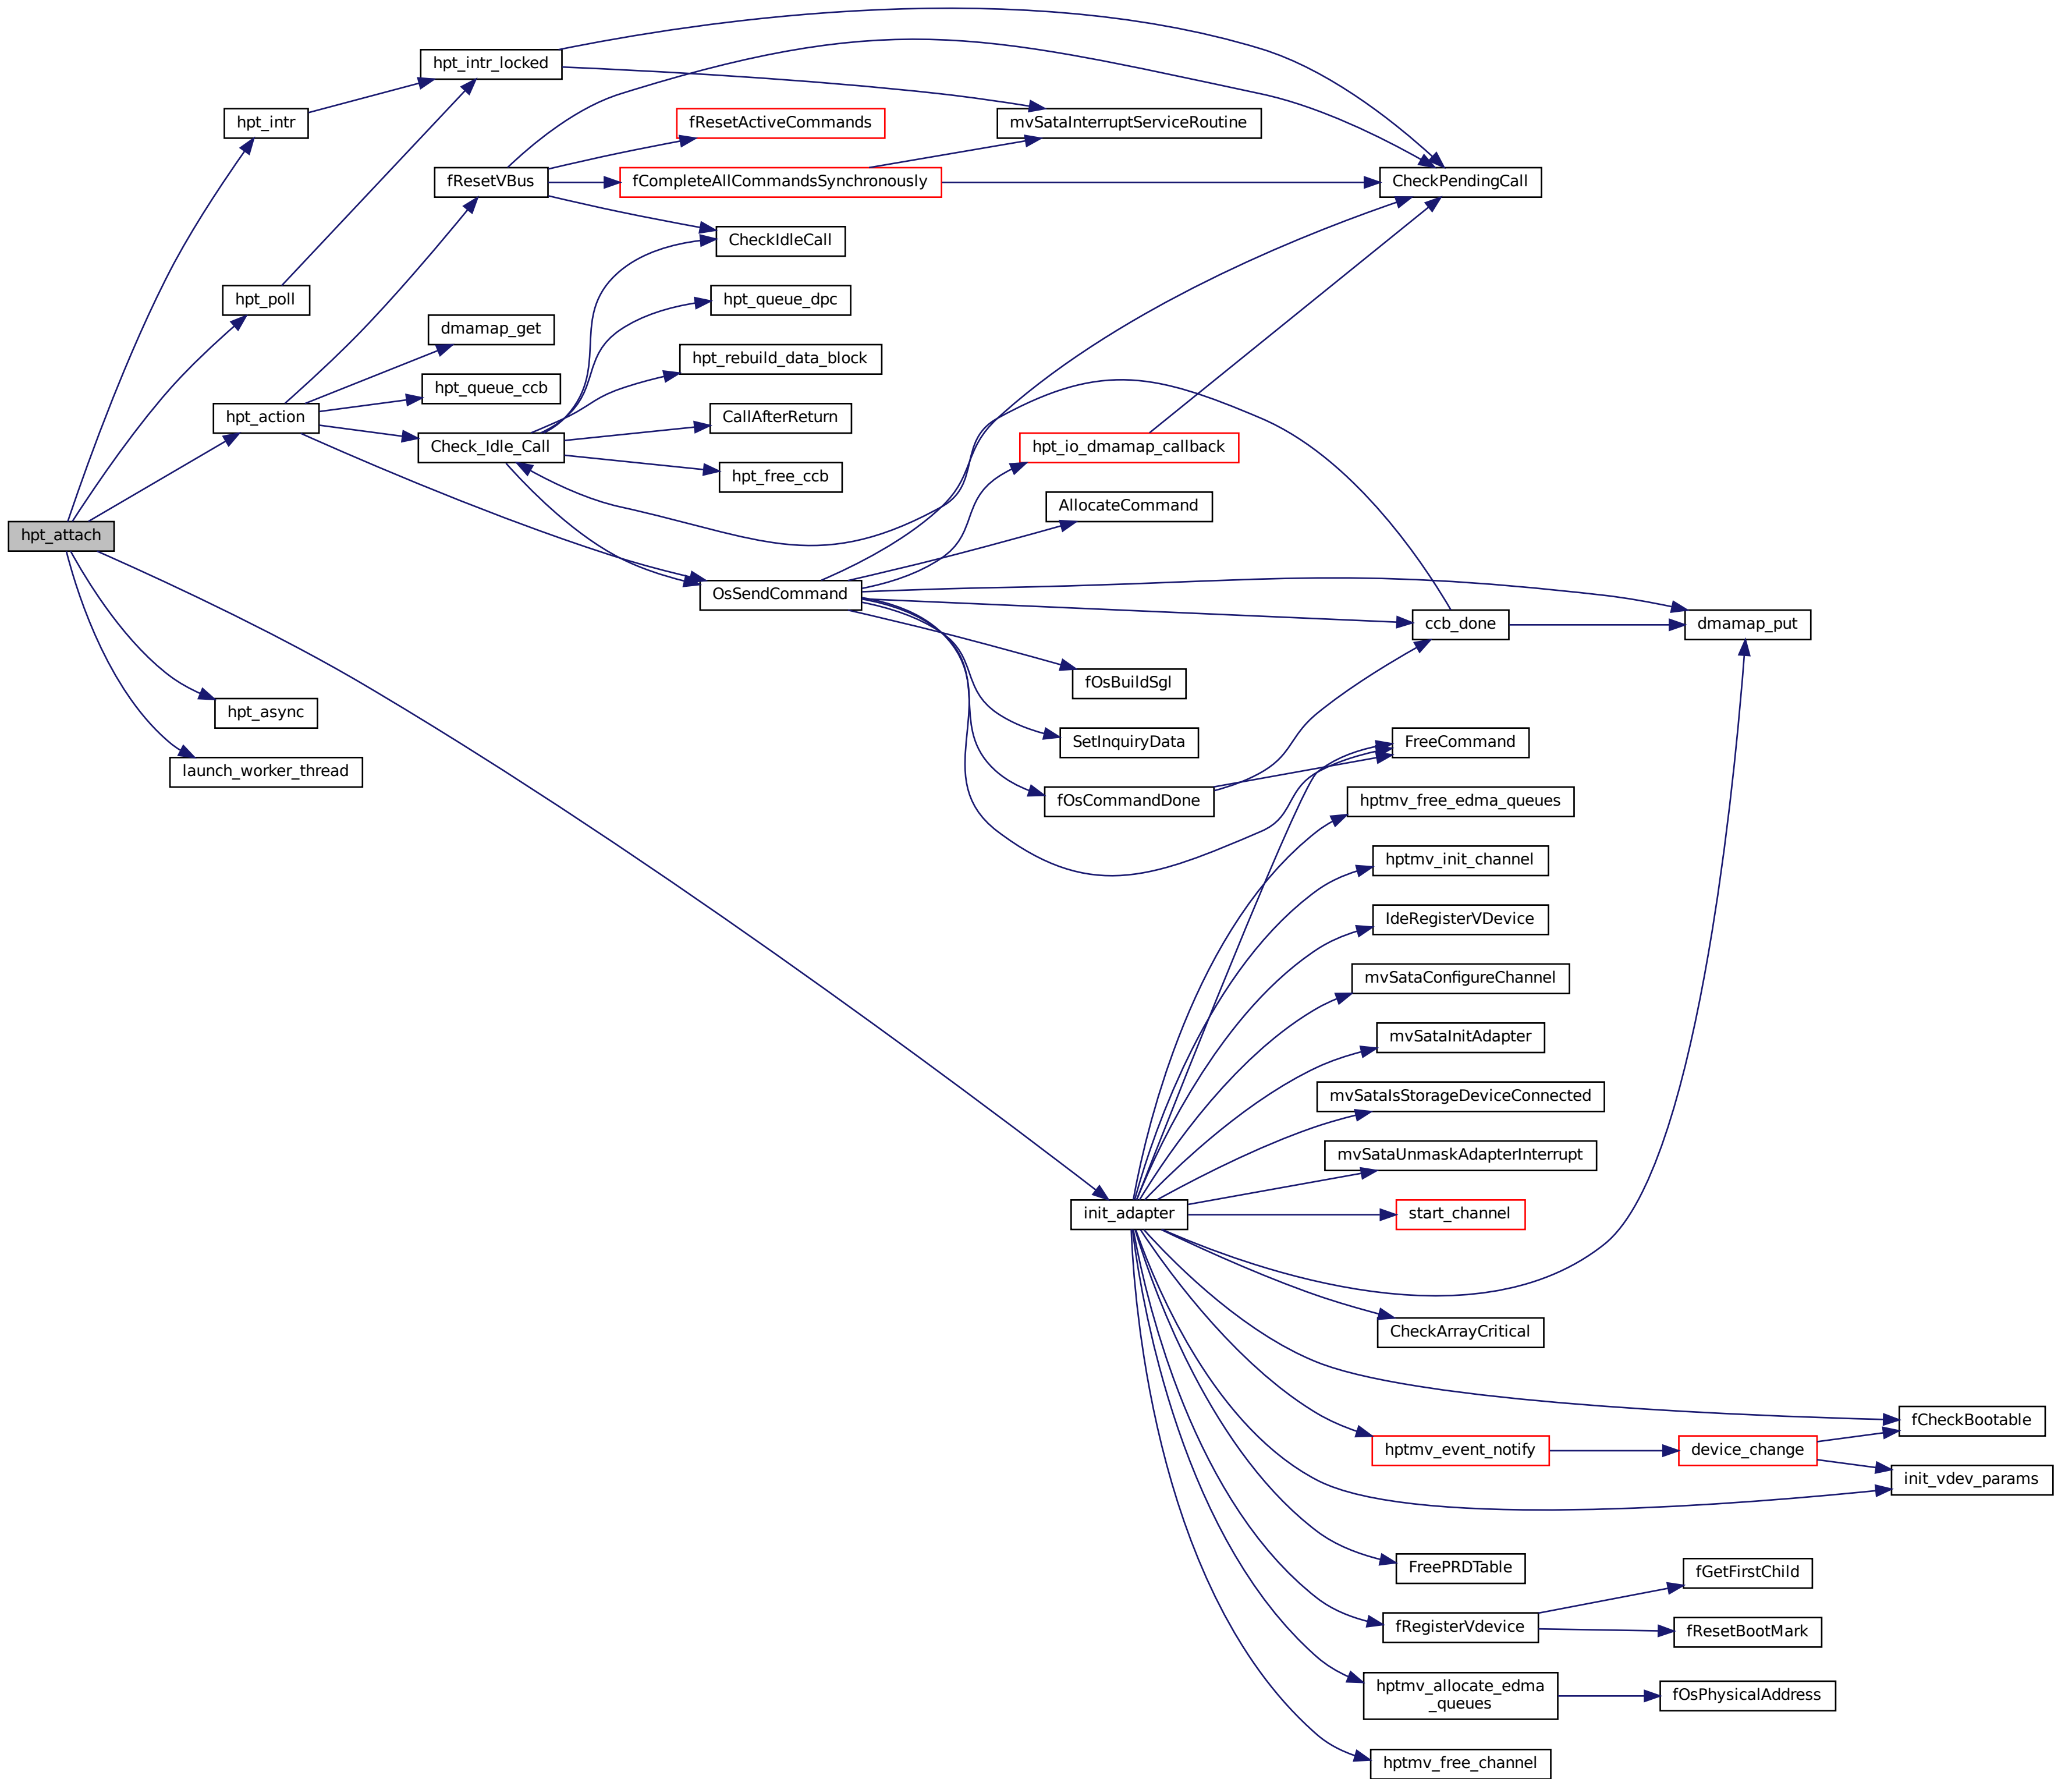 hpt_intr_locked
hpt_intr
fResetActiveCommands
mvSataInterruptServiceRoutine
fResetVBus
fCompleteAllCommandsSynchronously
CheckPendingCall
CheckIdleCall
hpt_poll
hpt_queue_dpc
dmamap_get
hpt_rebuild_data_block
hpt_queue_ccb
hpt_action
CallAfterReturn
Check_Idle_Call
hpt_io_dmamap_callback
hpt_free_ccb
AllocateCommand
hpt_attach
OsSendCommand
ccb_done
dmamap_put
fOsBuildSgl
hpt_async
SetInquiryData
FreeCommand
launch_worker_thread
fOsCommandDone
hptmv_free_edma_queues
hptmv_init_channel
IdeRegisterVDevice
mvSataConfigureChannel
mvSataInitAdapter
mvSataIsStorageDeviceConnected
mvSataUnmaskAdapterInterrupt
init_adapter
start_channel
CheckArrayCritical
fCheckBootable
hptmv_event_notify
device_change
init_vdev_params
FreePRDTable
fGetFirstChild
fRegisterVdevice
fResetBootMark
hptmv_allocate_edma
_queues
fOsPhysicalAddress
hptmv_free_channel